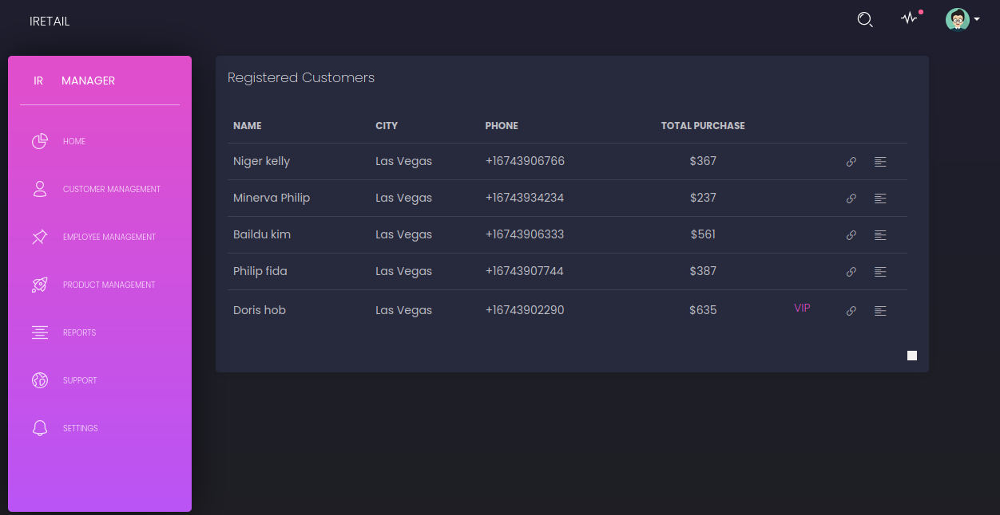 IRETAIL
IR MANAGER
HOME
CUSTOMER MANAGEMENT
EMPLOYEE MANAGEMENT
PRODUCT MANAGEMENT
REPORTS
SUPPORT
SETTINGS
Registered Customers
NAME CITY PHONE TOTAL PURCHASE
Niger kelly Las Vegas +16743906766 $367
Minerva Philip Las Vegas +16743934234 $237
Baildu kim Las Vegas +16743906333 $561
Philip fida Las Vegas +16743907744 $387
Doris hob Las Vegas +16743902290 $635 VIP